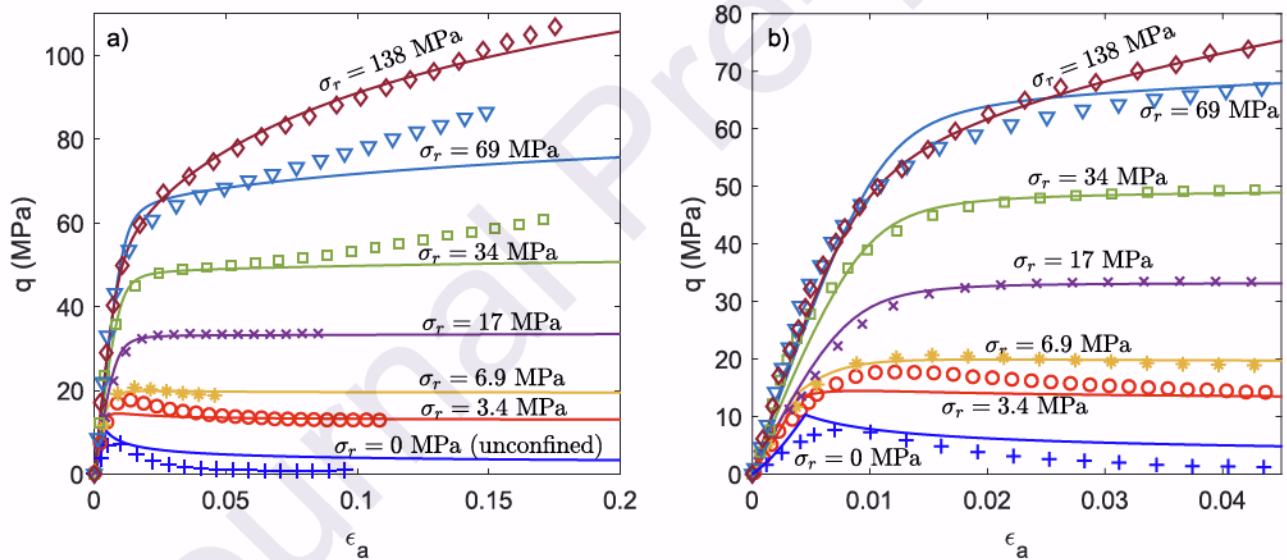 a)
100
80
60
40
20
0
q (MPa)
σr = 138 MPa
σr = 69 MPa
σr = 34 MPa
σr = 17 MPa
σr = 6.9 MPa
σr = 3.4 MPa
σr = 0 MPa (unconfined)
0 0.05 0.1 0.15 0.2
ϵa
b)
80
70
60
50
40
30
20
10
0
q (MPa)
σr = 138 MPa
σr = 69 MPa
σr = 34 MPa
σr = 17 MPa
σr = 6.9 MPa
σr = 3.4 MPa
σr = 0 MPa
0 0.01 0.02 0.03 0.04
ϵa
ournal Pre